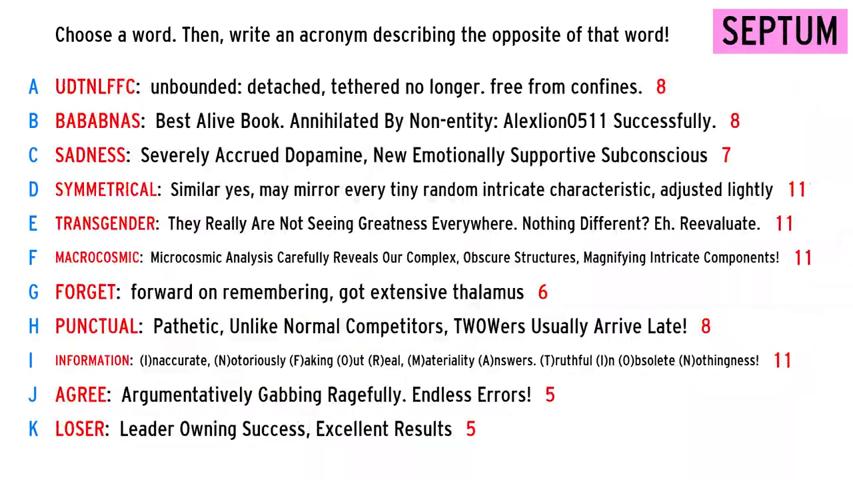 Choose a word. Then, write an acronym describing the opposite of that word!
SEPTUM
A UDTNLFFC: unbounded: detached, tethered no longer. free from confines. 8
B BABABNAS: Best Alive Book. Annihilated By Non-entity: Alexlion0511 Successfully. 8
C SADNESS: Severely Accrued Dopamine, New Emotionally Supportive Subconscious 7
D SYMMETRICAL: Similar yes, may mirror every tiny random intricate characteristic, adjusted lightly 11
E TRANSGENDER: They Really Are Not Seeing Greatness Everywhere. Nothing Different? Eh. Reevaluate. 11
F MACROCOSMIC: Microcosmic Analysis Carefully Reveals Our Complex, Obscure Structures, Magnifying Intricate Components! 11
G FORGET: forward on remembering, got extensive thalamus 6
H PUNCTUAL: Pathetic, Unlike Normal Competitors, TWOWers Usually Arrive Late! 8
I INFORMATION: (I)naccurate, (N)otoriously (F)aking (O)ut (R)eal, (M)ateriality (A)nswers. (T)ruthful (I)n (O)bsolete (N)othingness! 11
J AGREE: Argumentatively Gabbing Ragefully. Endless Errors! 5
K LOSER: Leader Owning Success, Excellent Results 5